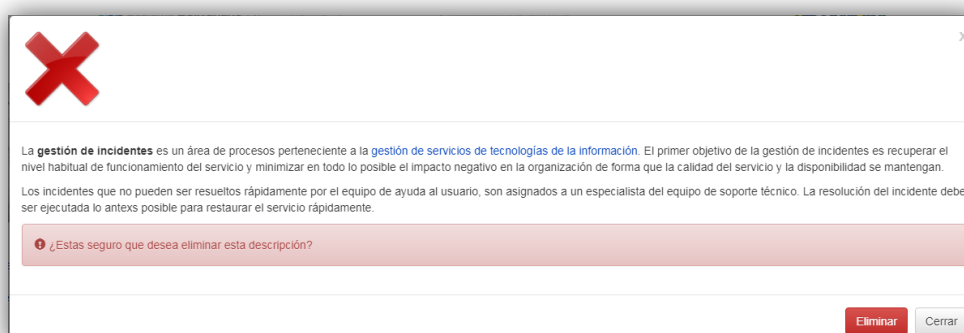 x
La gestión de incidentes es un área de procesos perteneciente a la gestión de servicios de tecnologías de la información. El primer objetivo de la gestión de incidentes es recuperar el
nivel habitual de funcionamiento del servicio y minimizar en todo lo posible el impacto negativo en la organización de forma que la calidad del servicio y la disponibilidad se mantengan.
Los incidentes que no pueden ser resueltos rápidamente por el equipo de ayuda al usuario, son asignados a un especialista del equipo de soporte técnico. La resolución del incidente debe
ser ejecutada lo antexs posible para restaurar el servicio rápidamente.
¿Estas seguro que desea eliminar esta descripción?
Eliminar
Cerrar